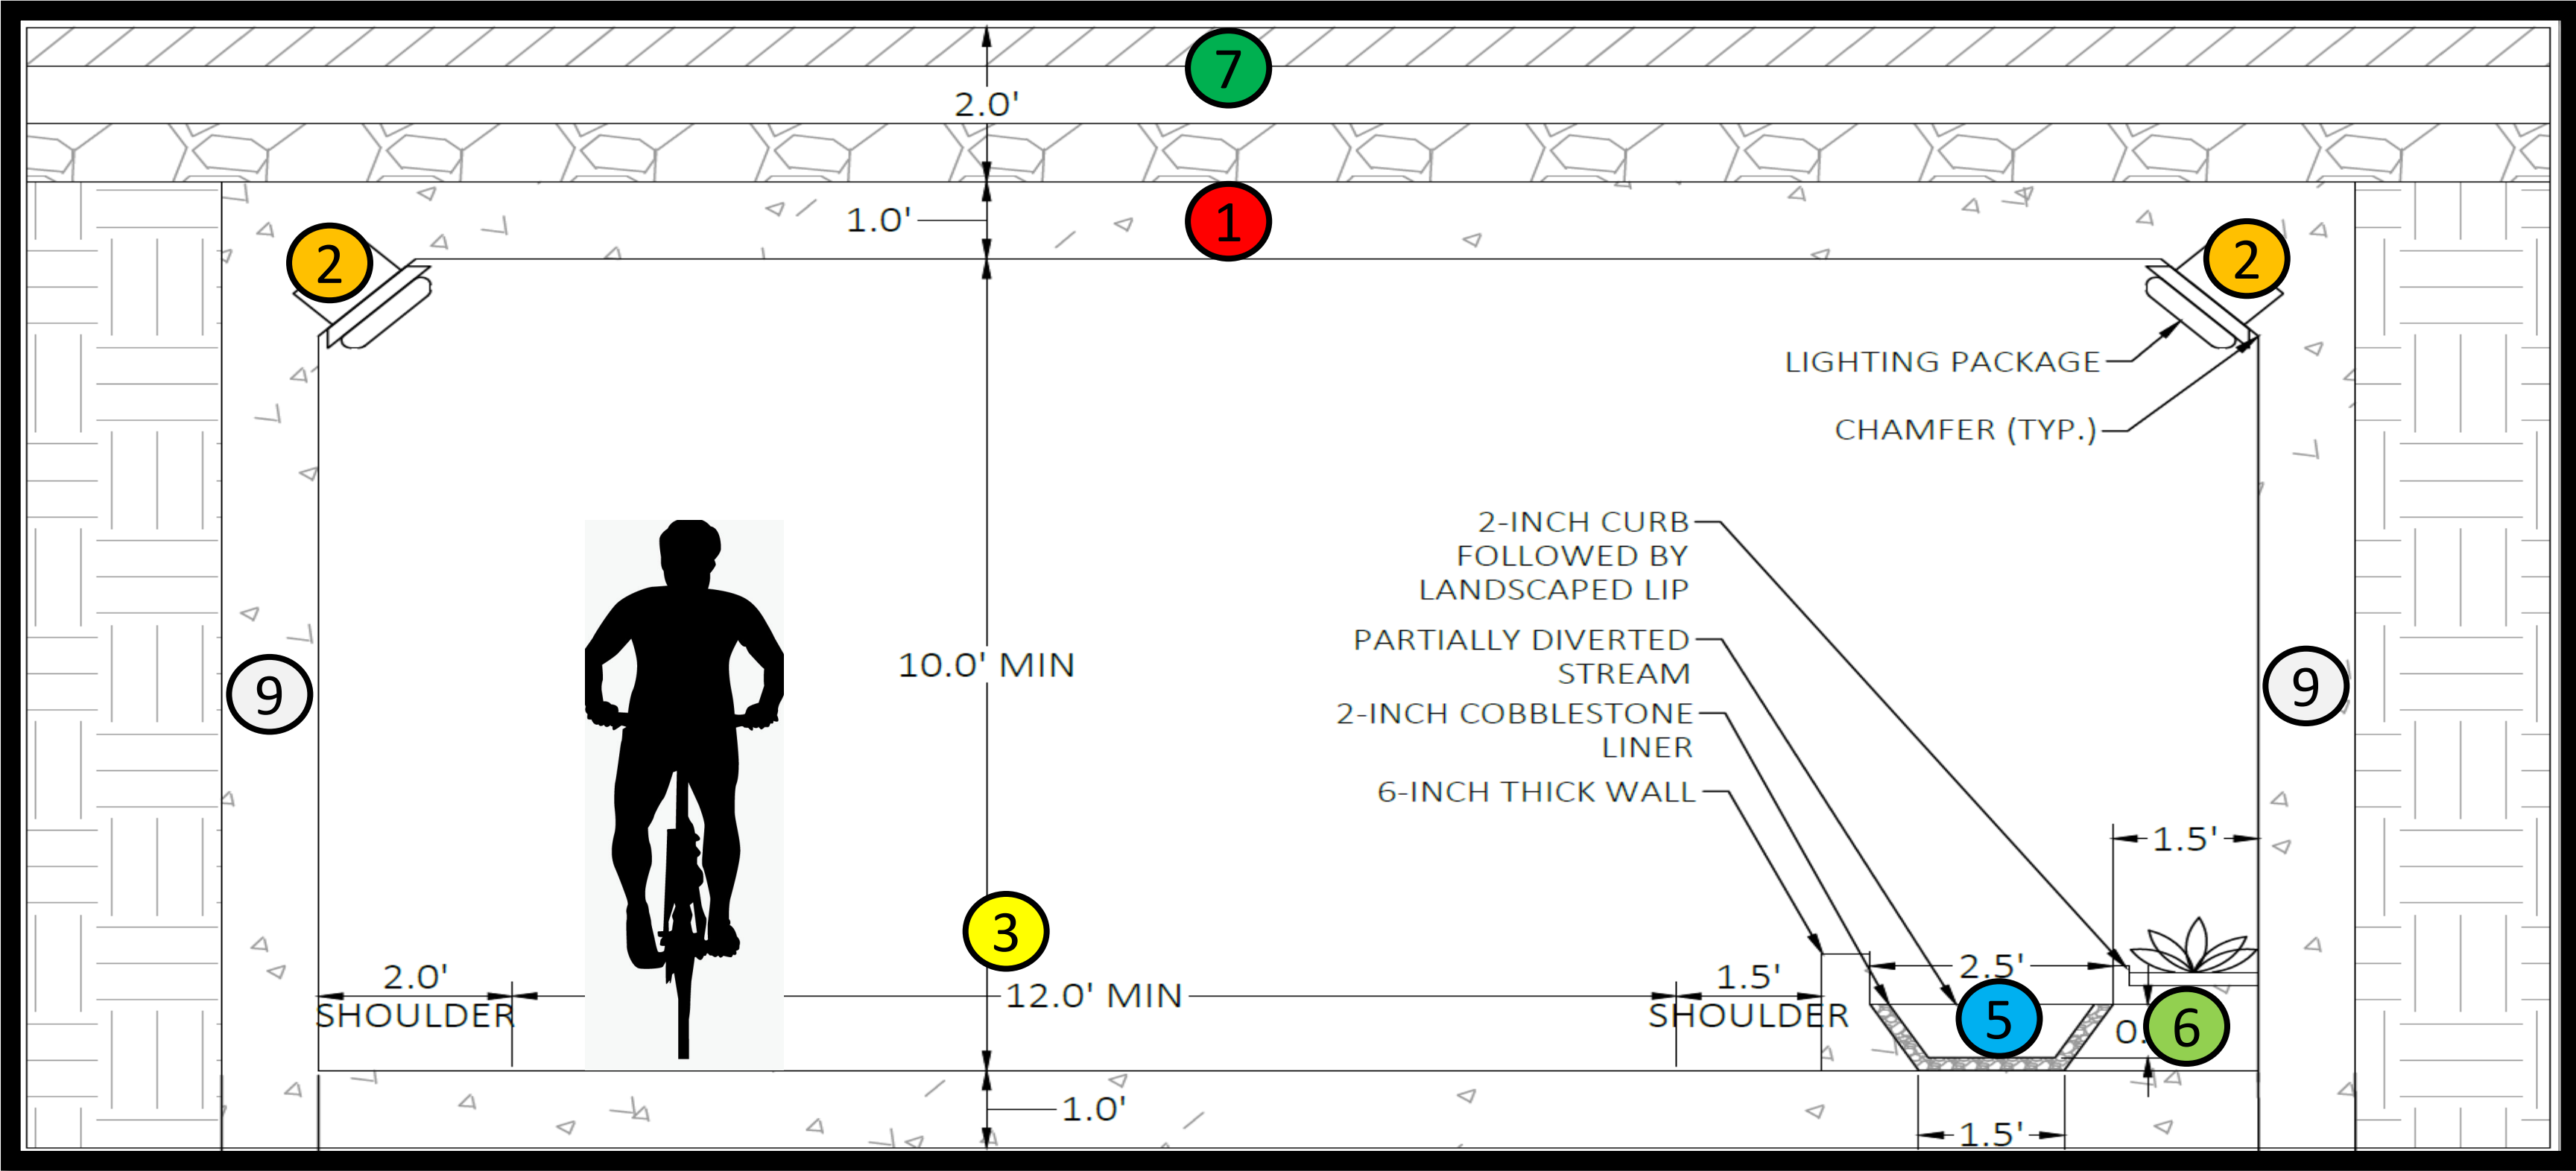 7
2.0'
1
1.0'
2
2
LIGHTING PACKAGE
CHAMFER (TYP.)
2-INCH CURB
FOLLOWED BY
LANDSCAPED LIP
PARTIALLY DIVERTED
STREAM
2-INCH COBBLESTONE
LINER
6-INCH THICK WALL
10.0' MIN
9
9
1.5'
3
2.0'
SHOULDER
12.0' MIN
1.5'
SHOULDER
2.5'
5
6
1.0'
1.5'